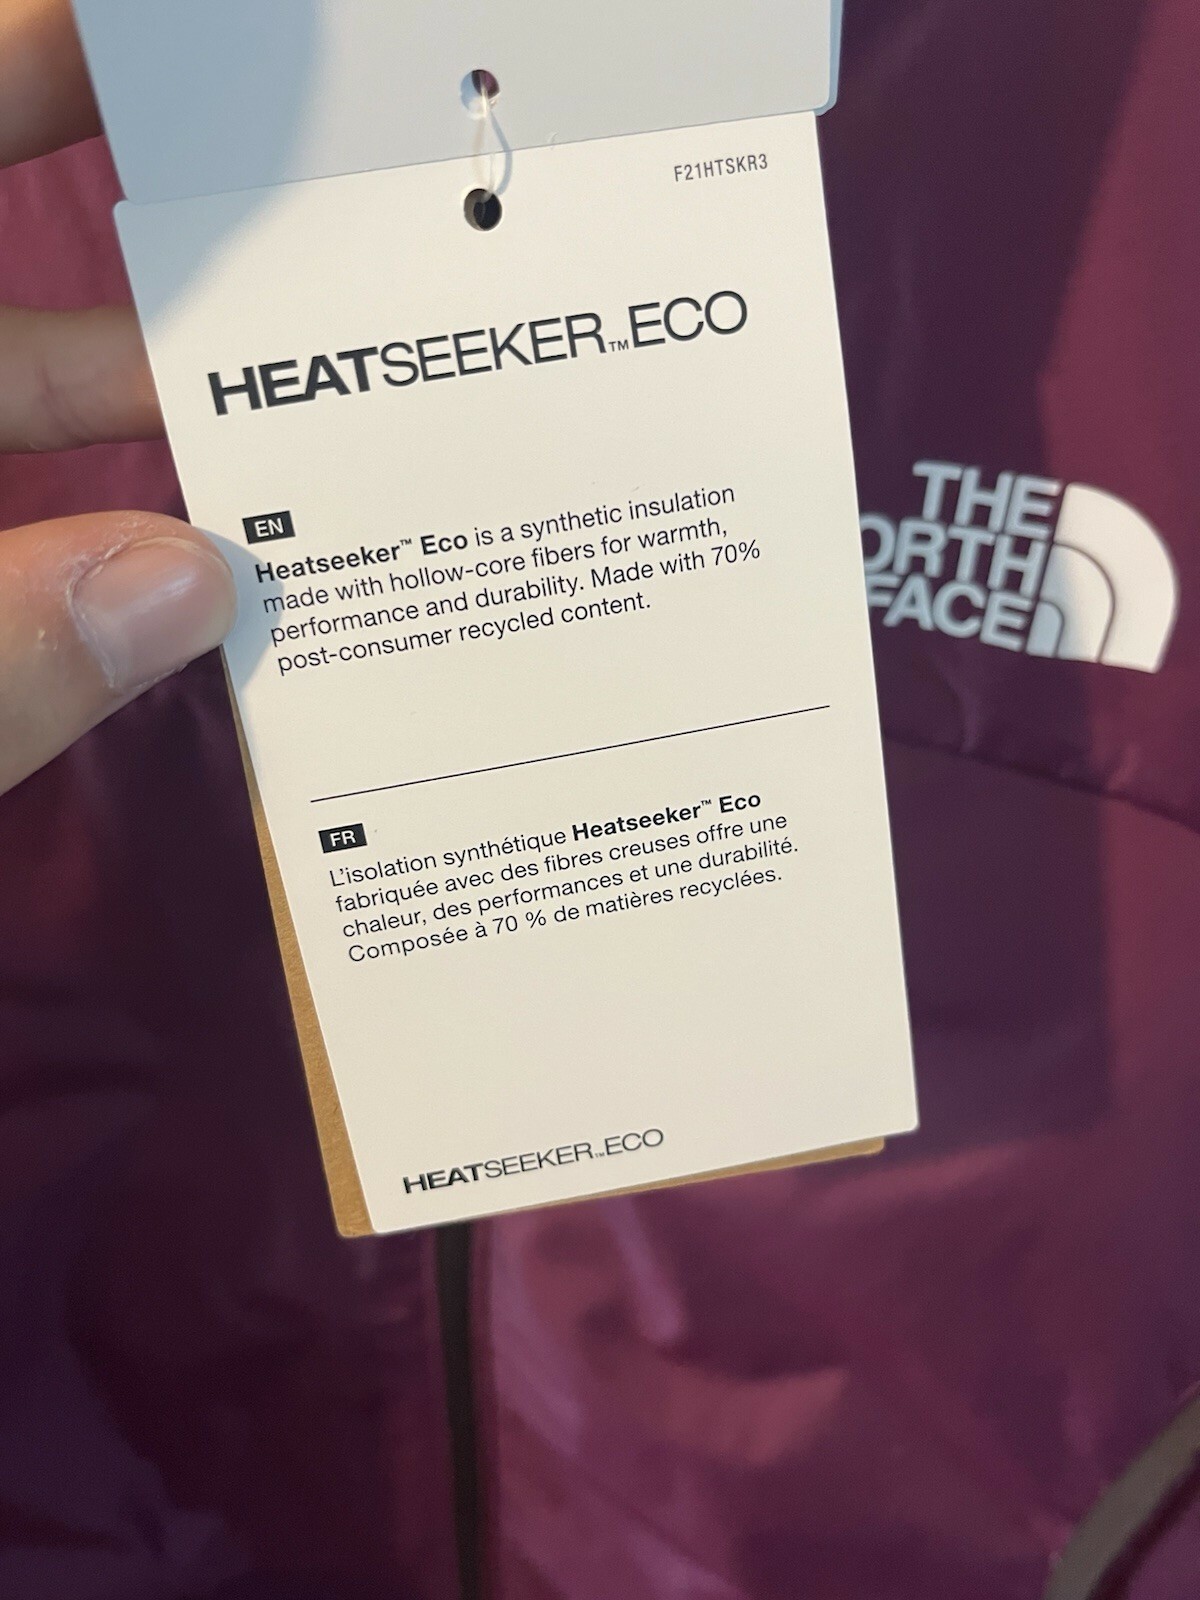 F21HTSKR3
HEATSEEKER™ECO
EN
Heatseeker™ Eco is a synthetic insulation
made with hollow-core fibers for warmth,
performance and durability. Made with 70%
post-consumer recycled content.
FR
L'isolation synthétique Heatseeker™ Eco
fabriquée avec des fibres creuses offre une
chaleur, des performances et une durabilité.
Composée à 70 % de matières recyclées.
HEATSEEKER™ECO
THE
ORTH
FACE